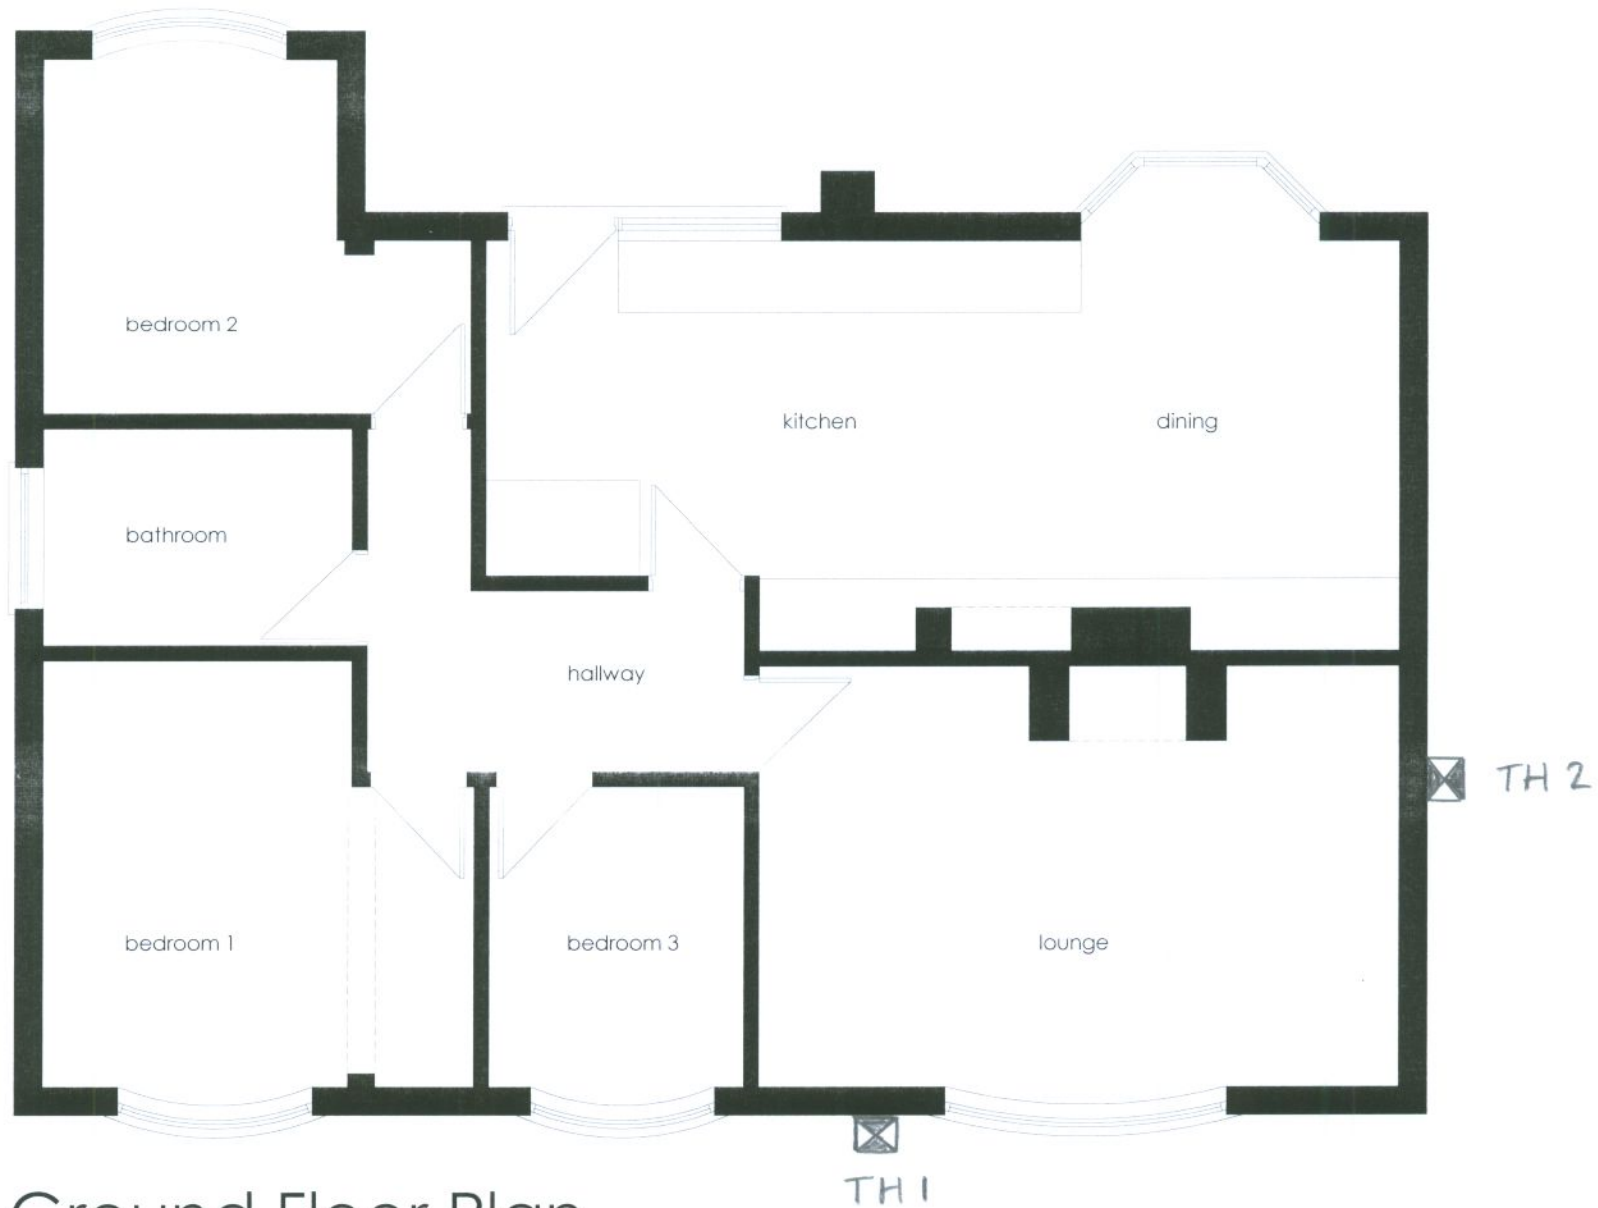 bedroom 2
kitchen
dining
bathroom
hallway
TH 2
bedroom 1
bedroom 3
lounge
TH 1
Ground Floor Plan